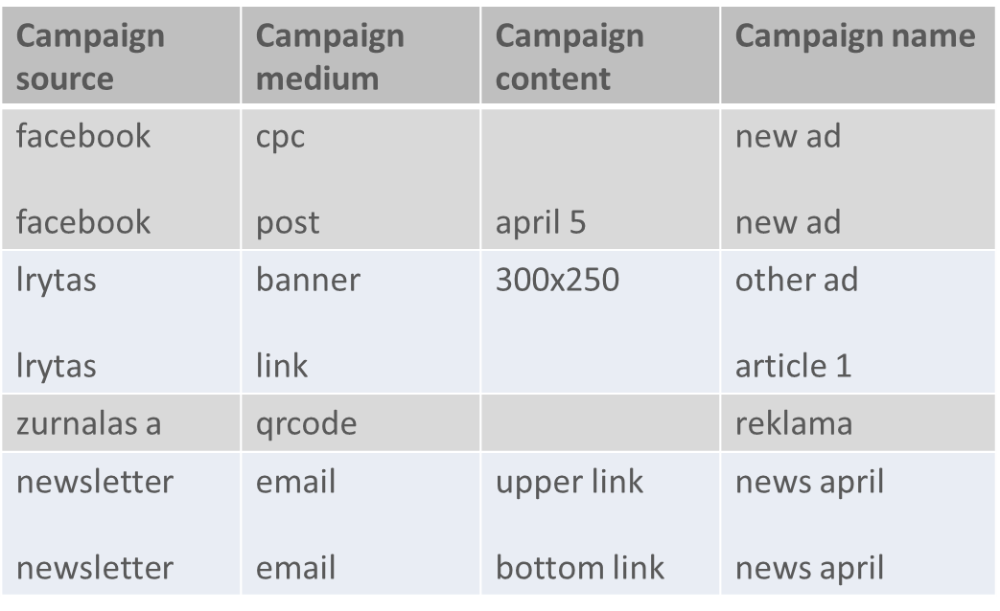 Campaign source Campaign medium Campaign content Campaign name
facebook cpc new ad
facebook post april 5 new ad
lrytas banner 300x250 other ad
lrytas link article 1
zurnalas a qrcode reklama
newsletter email upper link news april
newsletter email bottom link news april